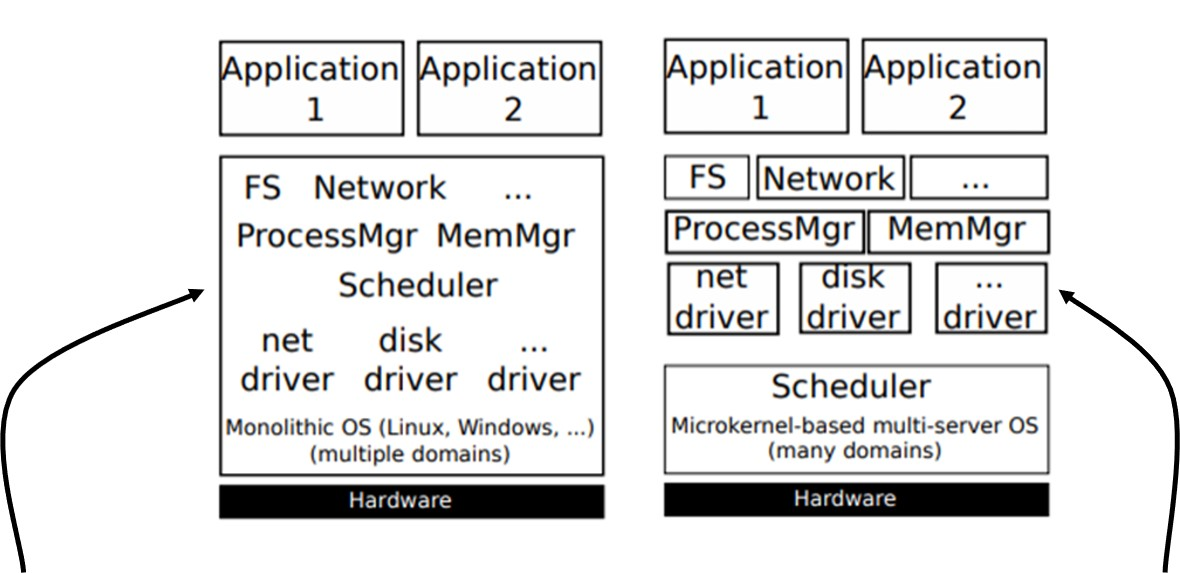 Application
1
Application
2
FS Network ...
ProcessMgr MemMgr
Scheduler
net disk ...
driver driver driver
Monolithic OS (Linux, Windows, ...)
(multiple domains)
Hardware
Application
1
Application
2
FS Network ...
ProcessMgr MemMgr
net
driver
disk
driver
...
driver
Scheduler
Microkernel-based multi-server OS
(many domains)
Hardware